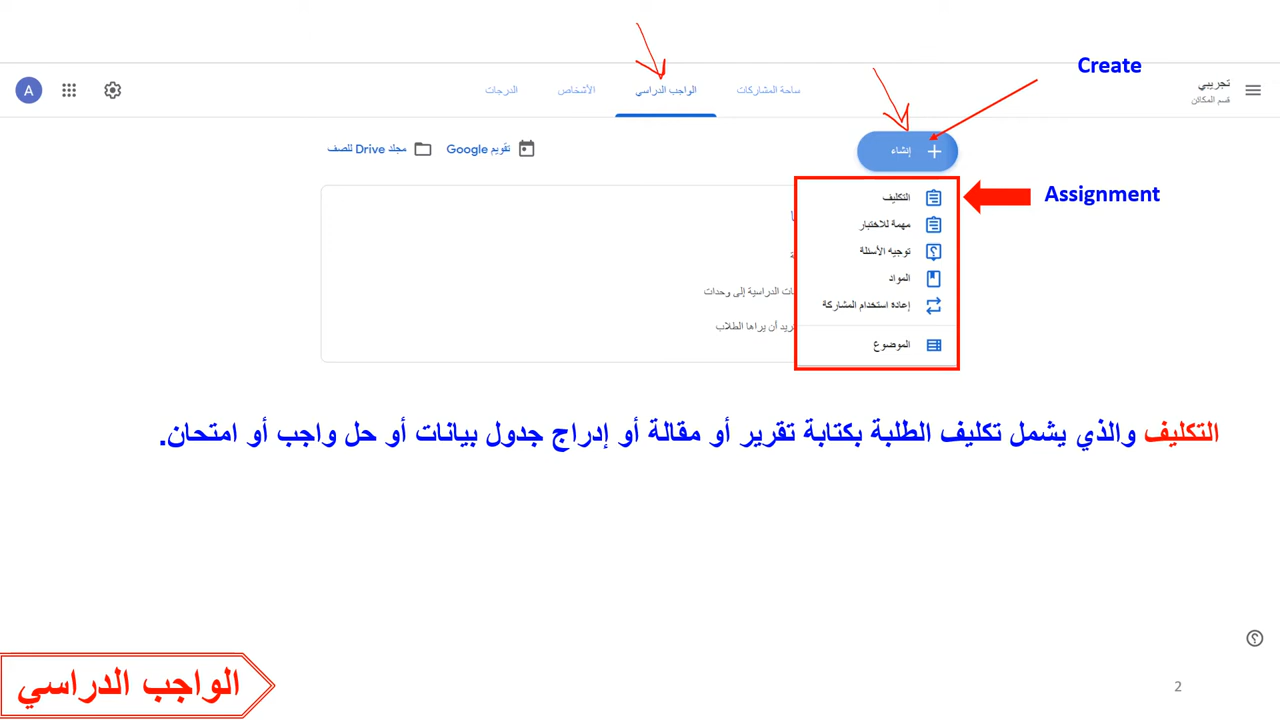 Create
تجريبي
قسم المكائن
ساحة المشاركات
الواجب الدراسي
الأشخاص
الدرجات
A
إنشاء
تقويم Google
مجلد Drive للصف
التكليف
Assignment
مهمة للاختبار
توجيه الأسئلة
المواد
ات الدراسية إلى وحدات
إعادة استخدام المشاركة
ريد أن يراها الطلاب
الموضوع
التكليف والذي يشمل تكليف الطلبة بكتابة تقرير أو مقالة أو إدراج جدول بيانات أو حل واجب أو امتحان.
الواجب الدراسي
2